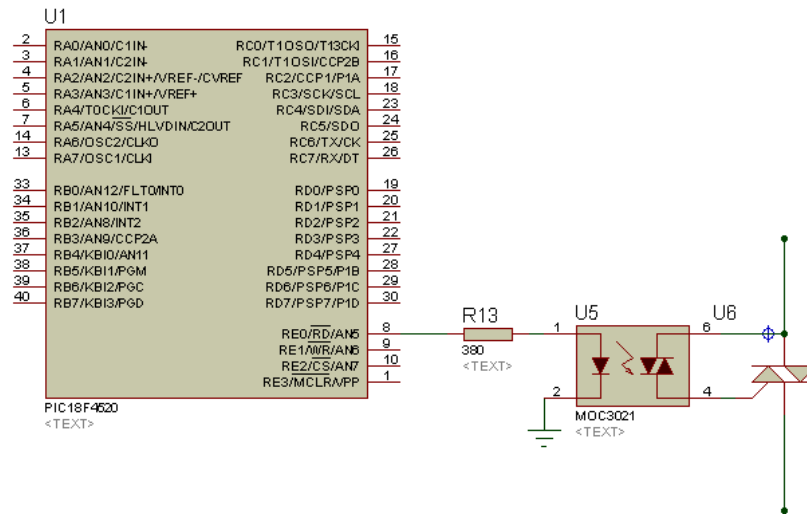 U1
2 RA0/AN0/C1IN- RC0/T1OSO/T13CKI 15
3 RA1/AN1/C2IN- RC1/T1OSI/CCP2B 16
4 RA2/AN2/C2IN+/VREF-/CVREF RC2/CCP1/P1A 17
5 RA3/AN3/C1IN+/VREF+ RC3/SCK/SCL 18
6 RA4/T0CKI/C1OUT RC4/SDI/SDA 23
7 RA5/AN4/SS/HLVDIN/C2OUT RC5/SDO 24
14 RA6/OSC2/CLKO RC6/TX/CK 25
13 RA7/OSC1/CLKI RC7/RX/DT 26
33 RB0/AN12/FLT0/INT0 RD0/PSP0 19
34 RB1/AN10/INT1 RD1/PSP1 20
35 RB2/AN8/INT2 RD2/PSP2 21
36 RB3/AN9/CCP2A RD3/PSP3 22
37 RB4/KBI0/AN11 RD4/PSP4 27
38 RB5/KBI1/PGM RD5/PSP5/P1B 28
39 RB6/KBI2/PGC RD6/PSP6/P1C 29
40 RB7/KBI3/PGD RD7/PSP7/P1D 30
RE0/RD/AN5 8
RE1/WR/AN6 9
RE2/CS/AN7 10
RE3/MCLR/VPP 1
PIC18F4520
<TEXT>
R13
380
<TEXT>
U5
1 6
2 4
MOC3021
<TEXT>
U6